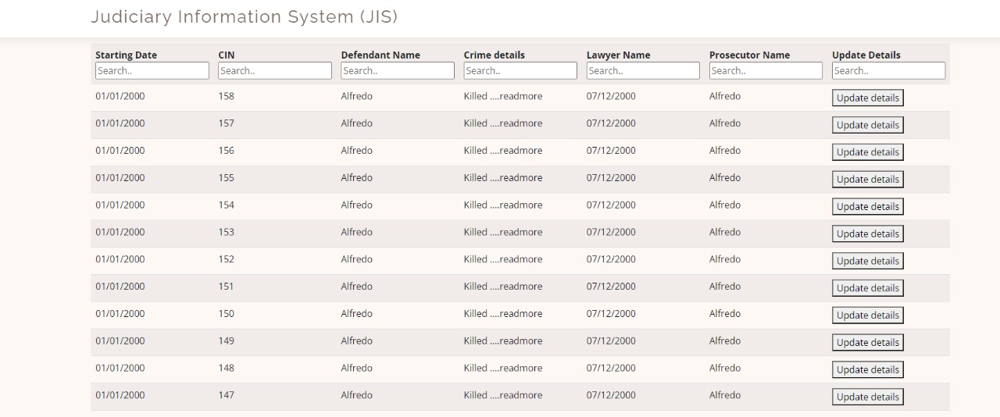 Judiciary Information System (JIS)
Starting Date CIN Defendant Name Crime details Lawyer Name Prosecutor Name Update Details
Search.. Search.. Search.. Search.. Search.. Search.. Search..
01/01/2000 158 Alfredo Killed ....readmore 07/12/2000 Alfredo Update details
01/01/2000 157 Alfredo Killed ....readmore 07/12/2000 Alfredo Update details
01/01/2000 156 Alfredo Killed ....readmore 07/12/2000 Alfredo Update details
01/01/2000 155 Alfredo Killed ....readmore 07/12/2000 Alfredo Update details
01/01/2000 154 Alfredo Killed ....readmore 07/12/2000 Alfredo Update details
01/01/2000 153 Alfredo Killed ....readmore 07/12/2000 Alfredo Update details
01/01/2000 152 Alfredo Killed ....readmore 07/12/2000 Alfredo Update details
01/01/2000 151 Alfredo Killed ....readmore 07/12/2000 Alfredo Update details
01/01/2000 150 Alfredo Killed ....readmore 07/12/2000 Alfredo Update details
01/01/2000 149 Alfredo Killed ....readmore 07/12/2000 Alfredo Update details
01/01/2000 148 Alfredo Killed ....readmore 07/12/2000 Alfredo Update details
01/01/2000 147 Alfredo Killed ....readmore 07/12/2000 Alfredo Update details